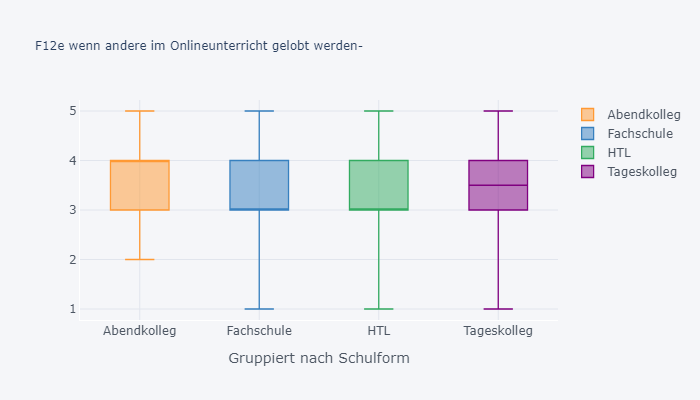 F12e wenn andere im Onlineunterricht gelobt werden-
5
4
3
2
1
Abendkolleg
Fachschule
HTL
Tageskolleg
Gruppiert nach Schulform
Abendkolleg
Fachschule
HTL
Tageskolleg